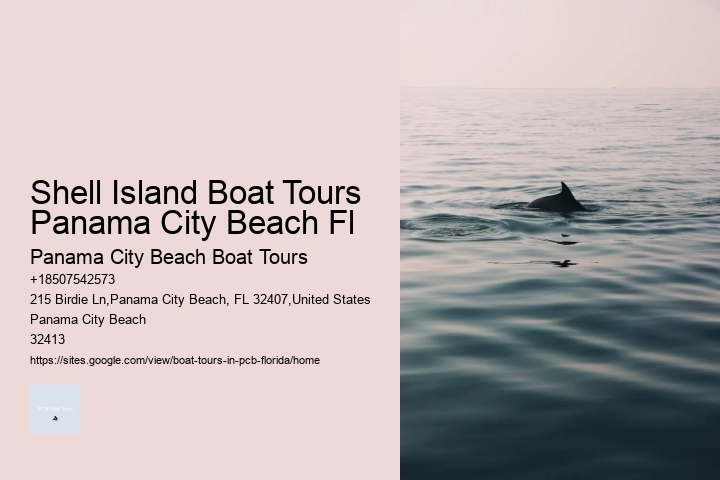 Shell Island Boat Tours
Panama City Beach Fl
Panama City Beach Boat Tours
+18507542573
215 Birdie Ln,Panama City Beach, FL 32407,United States
Panama City Beach
32413
https://sites.google.com/view/boat-tours-in-pcb-florida/home